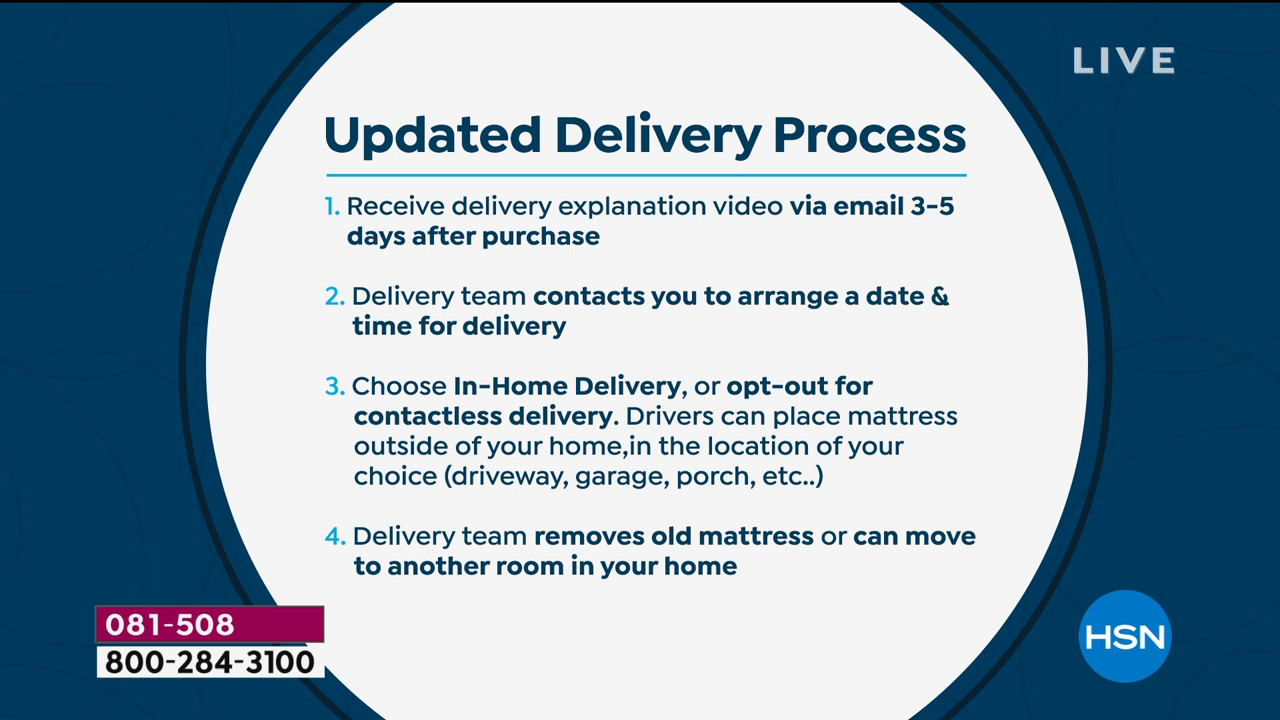 LIVE
Updated Delivery Process
1. Receive delivery explanation video via email 3-5
days after purchase
2. Delivery team contacts you to arrange a date &
time for delivery
3. Choose In-Home Delivery, or opt-out for
contactless delivery. Drivers can place mattress
outside of your home,in the location of your
choice (driveway, garage, porch, etc..)
4. Delivery team removes old mattress or can move
to another room in your home
081-508
800-284-3100
HSN